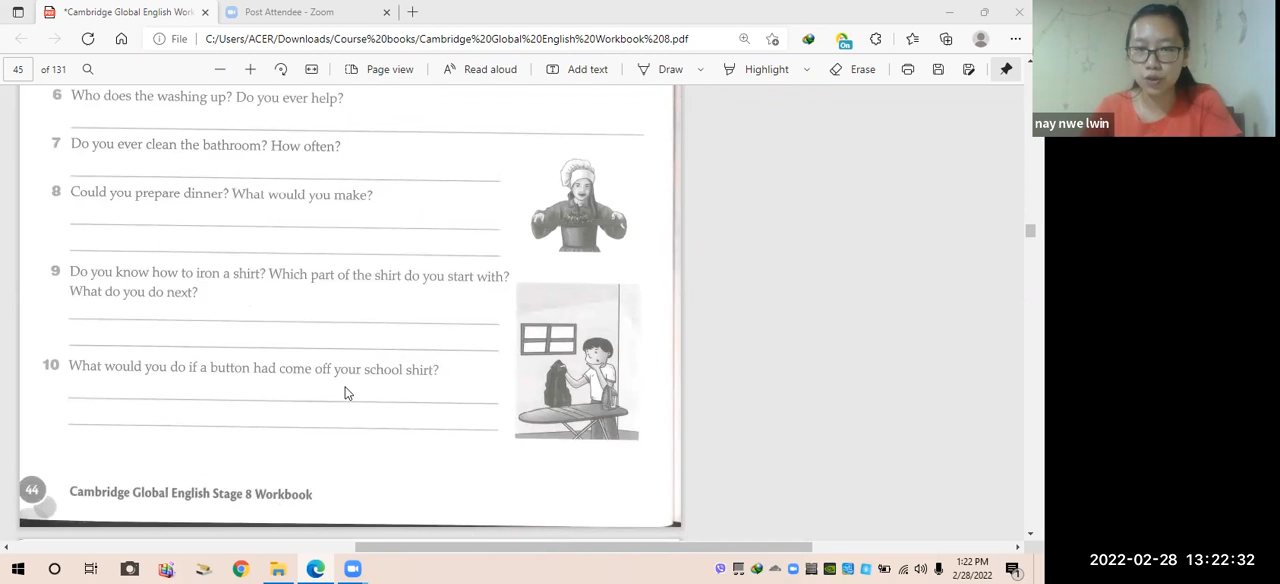 *Cambridge Global English Work
Post Attendee - Zoom
File
C:/Users/ACER/Downloads/Course%20books/Cambridge%20Global%20English%20Workbook%208.pdf
On
45 of 131
Page view
Read aloud
Add text
Draw
Highlight
Erase
nay nwe lwin
6 Who does the washing up? Do you ever help?
7 Do you ever clean the bathroom? How often?
8 Could you prepare dinner? What would you make?
9 Do you know how to iron a shirt? Which part of the shirt do you start with?
What do you do next?
10 What would you do if a button had come off your school shirt?
44
Cambridge Global English Stage 8 Workbook
1:22 PM
2/28/2022
1
2022-02-28 13:22:32